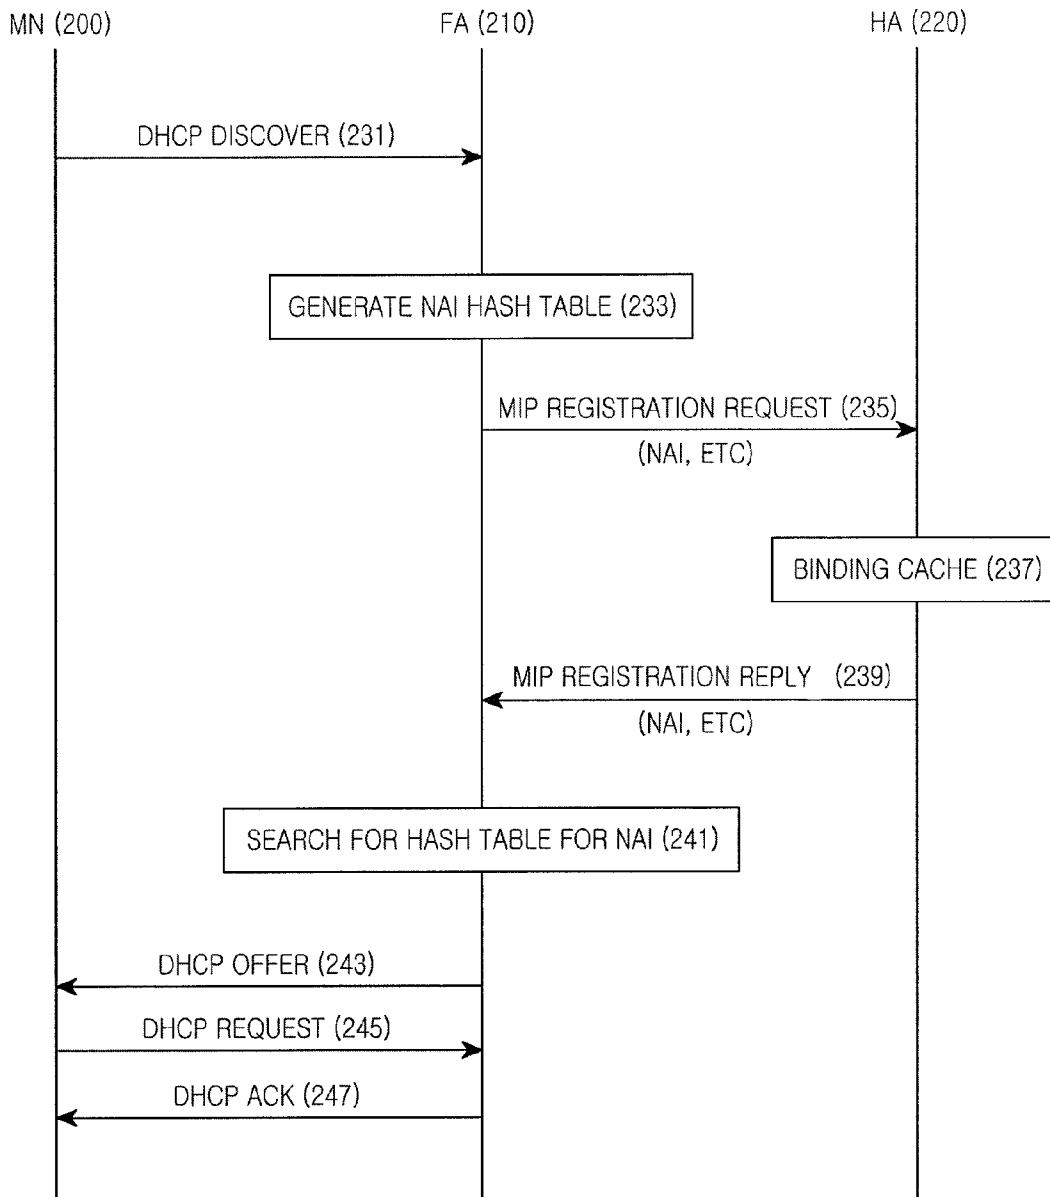 MN (200) FA (210) HA (220)
DHCP DISCOVER (231)
GENERATE NAI HASH TABLE (233)
MIP REGISTRATION REQUEST (235)
(NAI, ETC)
BINDING CACHE (237)
MIP REGISTRATION REPLY (239)
(NAI, ETC)
SEARCH FOR HASH TABLE FOR NAI (241)
DHCP OFFER (243)
DHCP REQUEST (245)
DHCP ACK (247)